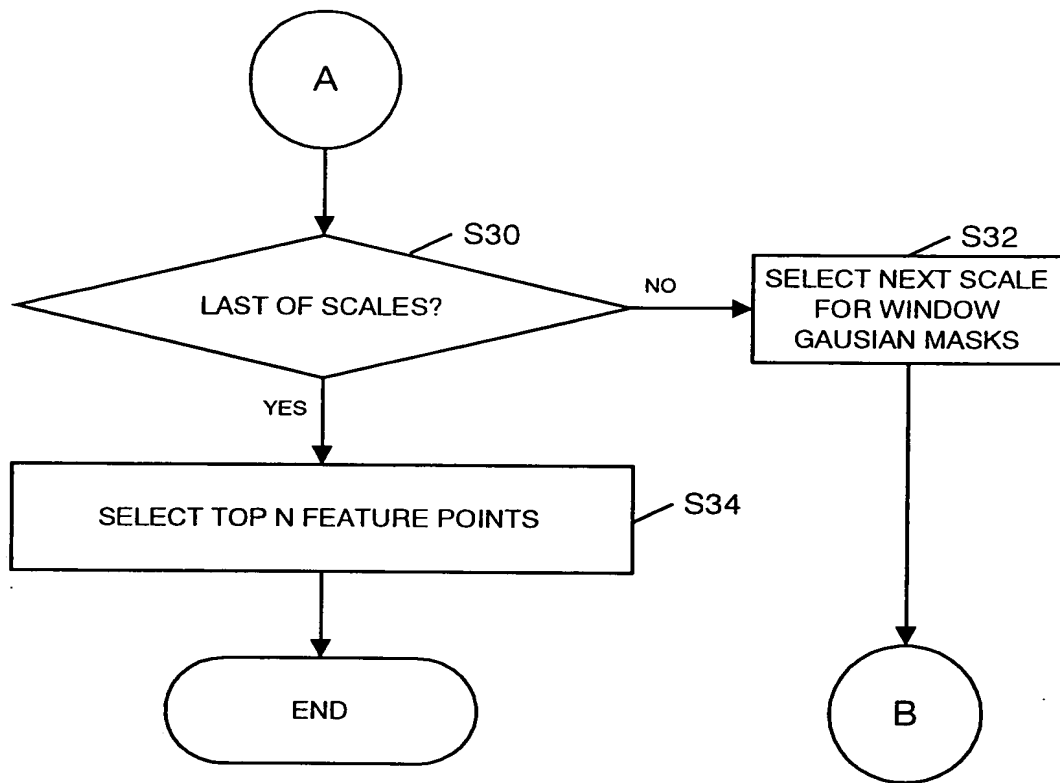 A
S30
LAST OF SCALES?
NO
S32
SELECT NEXT SCALE
FOR WINDOW
GAUSIAN MASKS
YES
SELECT TOP N FEATURE POINTS
S34
END
B